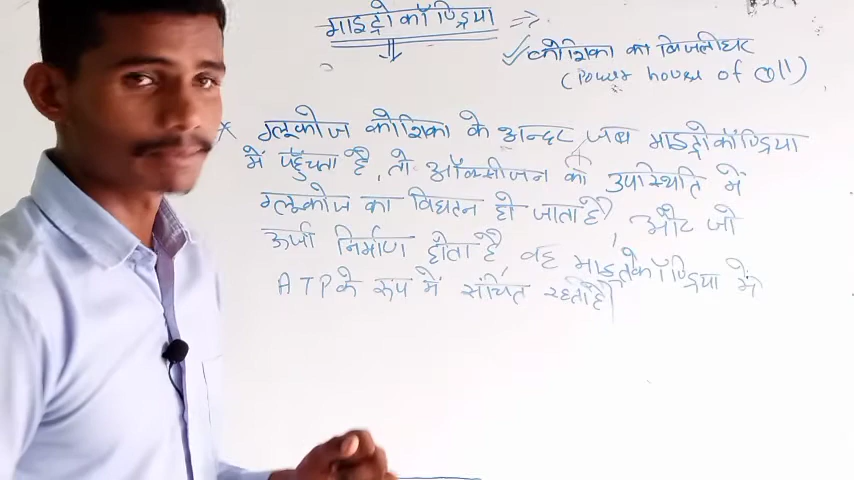 माइट्रोकॉण्ड्रिया ⇒
✓ कोशिका का बिजलीघर
(Power house of Cell)
* ग्लूकोज कोशिका के अन्दर जब माइट्रोकॉण्ड्रिया
में पहुँचता है, तो ऑक्सीजन की उपस्थिति में
ग्लूकोज का विघटन हो जाता है, और जो
ऊर्जा निर्माण होता है, वह माइट्रोकॉण्ड्रिया में
ATP के रूप में संचित रहता है।